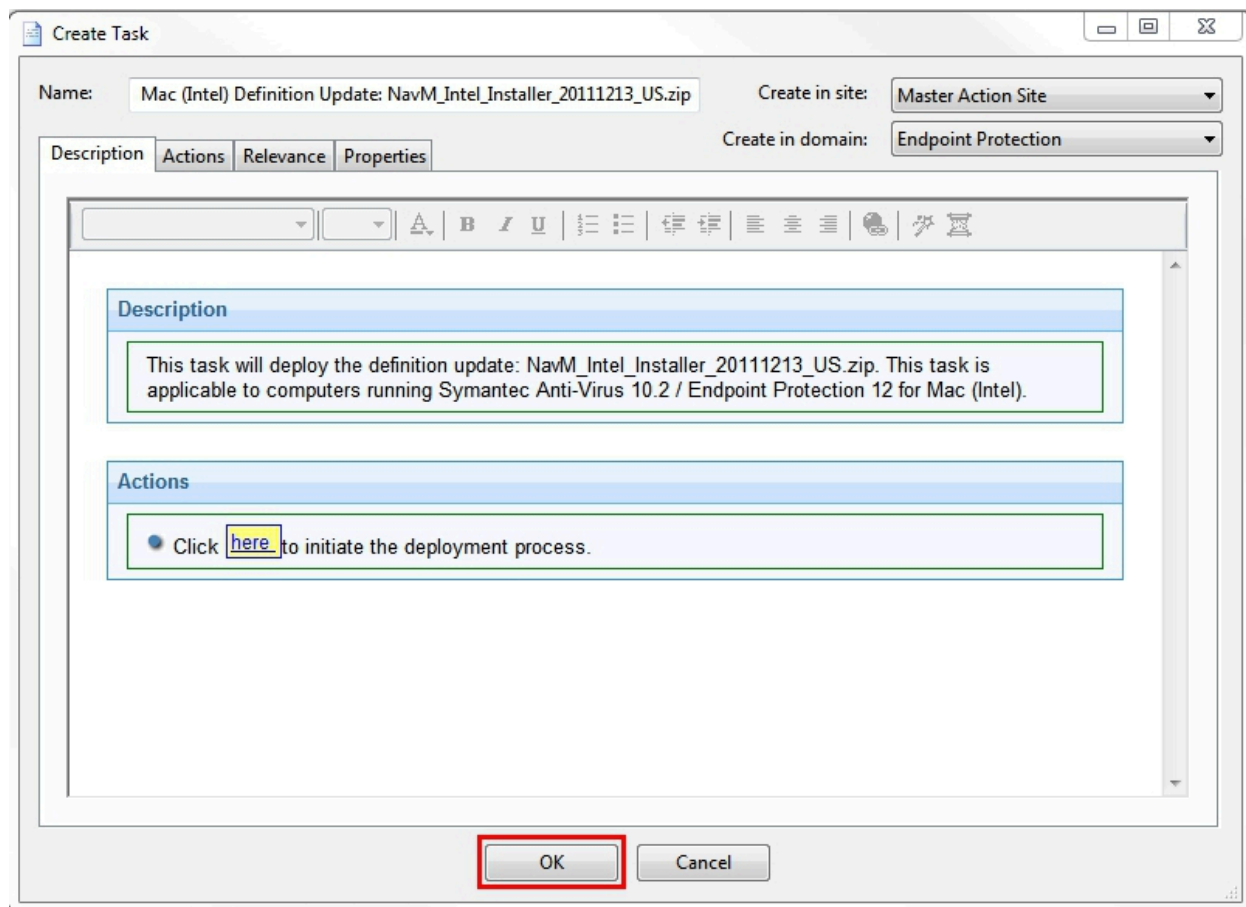 Create Task
Name:
Mac (Intel) Definition Update: NavM_Intel_Installer_20111213_US.zip
Create in site:
Master Action Site
Create in domain:
Endpoint Protection
Description
Actions
Relevance
Properties
A
B
I
U
Description
This task will deploy the definition update: NavM_Intel_Installer_20111213_US.zip. This task is
applicable to computers running Symantec Anti-Virus 10.2 / Endpoint Protection 12 for Mac (Intel).
Actions
Click here to initiate the deployment process.
OK
Cancel